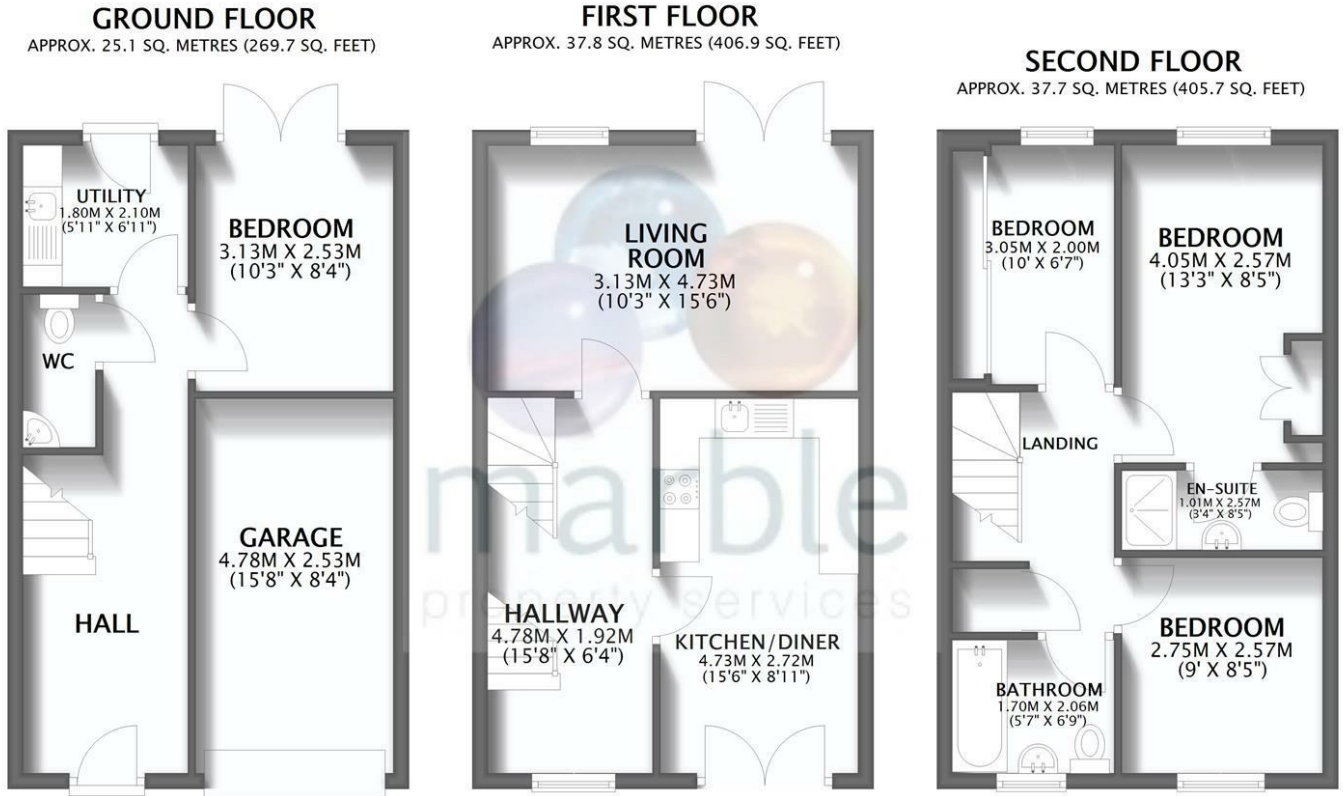 GROUND FLOOR
APPROX. 25.1 SQ. METRES (269.7 SQ. FEET)
UTILITY
1.80M X 2.10M
(5'11" X 6'11")
BEDROOM
3.13M X 2.53M
(10'3" X 8'4")
WC
GARAGE
4.78M X 2.53M
(15'8" X 8'4")
HALL
FIRST FLOOR
APPROX. 37.8 SQ. METRES (406.9 SQ. FEET)
LIVING
ROOM
3.13M X 4.73M
(10'3" X 15'6")
HALLWAY
4.78M X 1.92M
(15'8" X 6'4")
KITCHEN/DINER
4.73M X 2.72M
(15'6" X 8'11")
marble
property services
SECOND FLOOR
APPROX. 37.7 SQ. METRES (405.7 SQ. FEET)
BEDROOM
3.05M X 2.00M
(10' X 6'7")
BEDROOM
4.05M X 2.57M
(13'3" X 8'5")
LANDING
EN-SUITE
1.01M X 2.57M
(3'4" X 8'5")
BEDROOM
2.75M X 2.57M
(9' X 8'5")
BATHROOM
1.70M X 2.06M
(5'7" X 6'9")